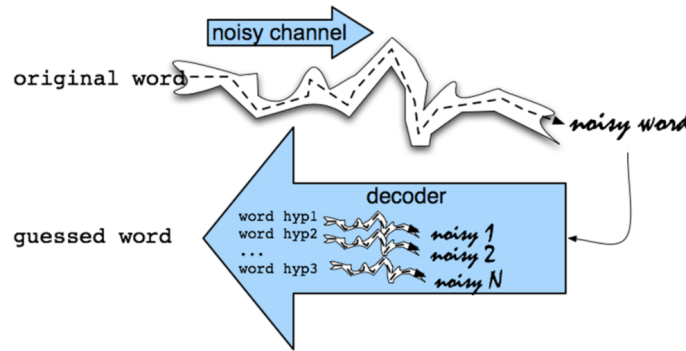 noisy channel
original word
noisy word
decoder
word hyp1 noisy 1
guessed word word hyp2 noisy 2
...
word hyp3 noisy N